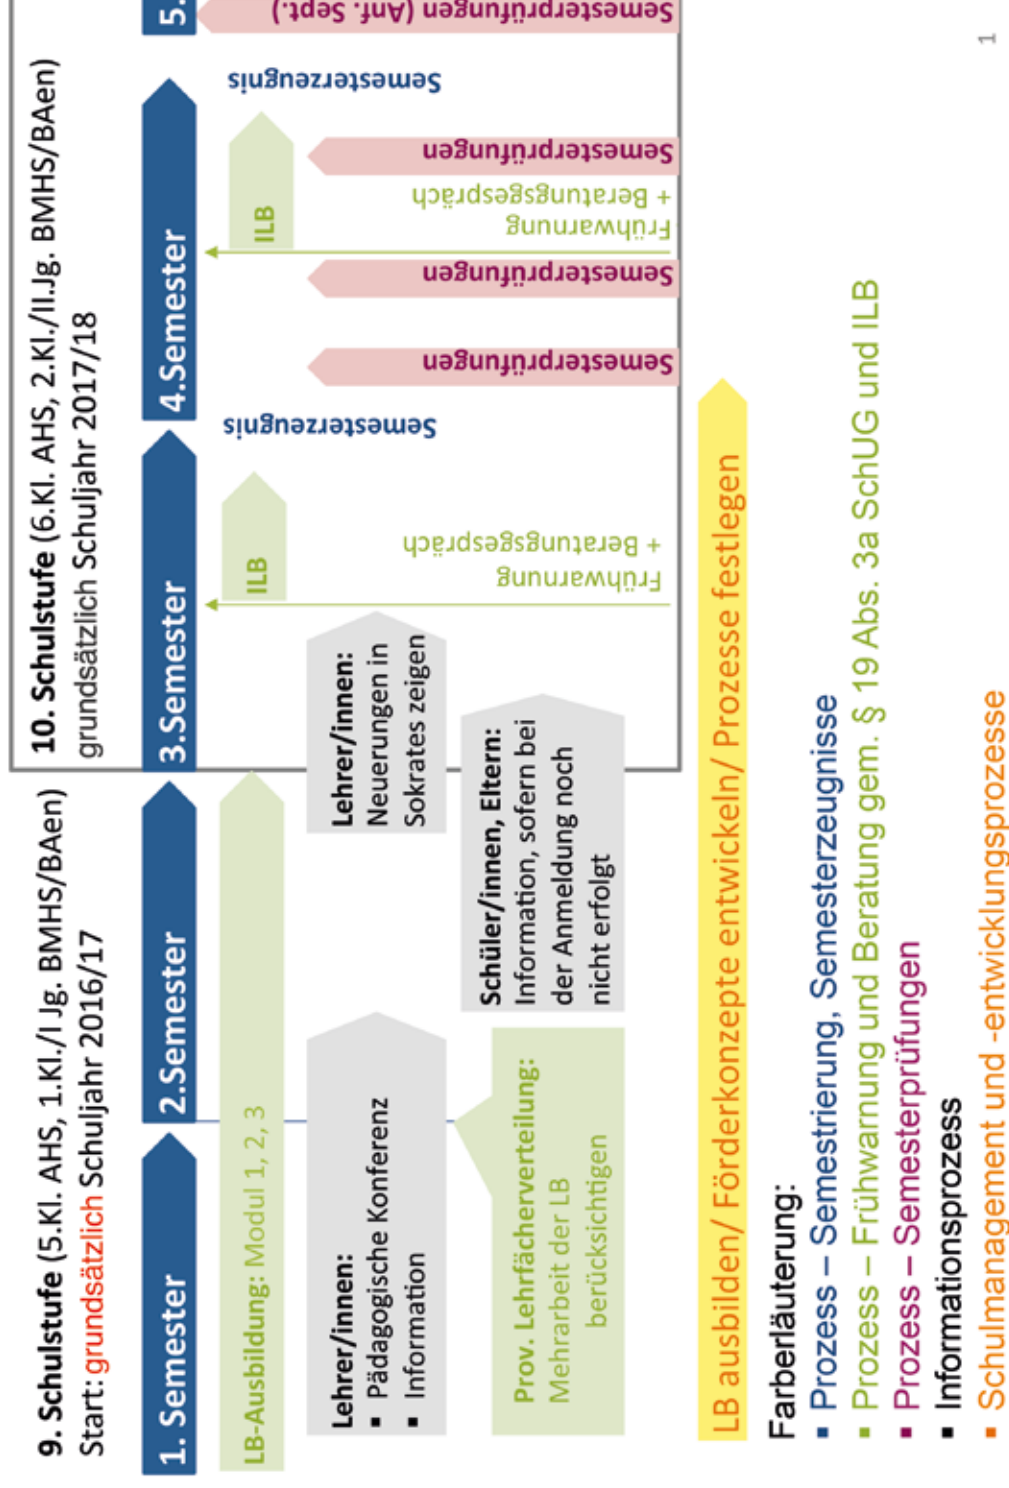 9. Schulstufe (5.Kl. AHS, 1.Kl./I Jg. BMHS/BAen)
Start: grundsätzlich Schuljahr 2016/17
10. Schulstufe (6.Kl. AHS, 2.Kl./II.Jg. BMHS/BAen)
grundsätzlich Schuljahr 2017/18
1. Semester
2.Semester
3.Semester
4.Semester
5.
LB-Ausbildung: Modul 1, 2, 3
ILB
Semesterzeugnis
ILB
Semesterzeugnis
Lehrer/innen:
▪ Pädagogische Konferenz
▪ Information
Lehrer/innen:
Neuerungen in
Sokrates zeigen
Prov. Lehrfächerverteilung:
Mehrarbeit der LB
berücksichtigen
Schüler/innen, Eltern:
Information, sofern bei
der Anmeldung noch
nicht erfolgt
Frühwarnung
+ Beratungsgespräch
Semesterprüfungen
Semesterprüfungen
Frühwarnung
+ Beratungsgespräch
Semesterprüfungen
Semesterprüfungen (Anf. Sept.)
LB ausbilden/ Förderkonzepte entwickeln/ Prozesse festlegen
Farberläuterung:
▪ Prozess – Semestrierung, Semesterzeugnisse
▪ Prozess – Frühwarnung und Beratung gem. § 19 Abs. 3a SchUG und ILB
▪ Prozess – Semesterprüfungen
▪ Informationsprozess
▪ Schulmanagement und -entwicklungsprozesse
1